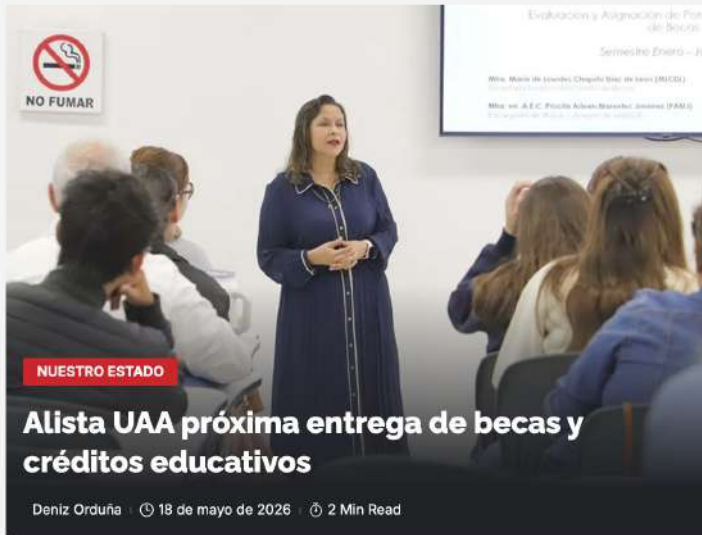 Evaluación y Asignación de
de Becas
Semestre Enero – J
NO FUMAR
NUESTRO ESTADO
Alista UAA próxima entrega de becas y
créditos educativos
Deniz Orduña
18 de mayo de 2026
2 Min Read